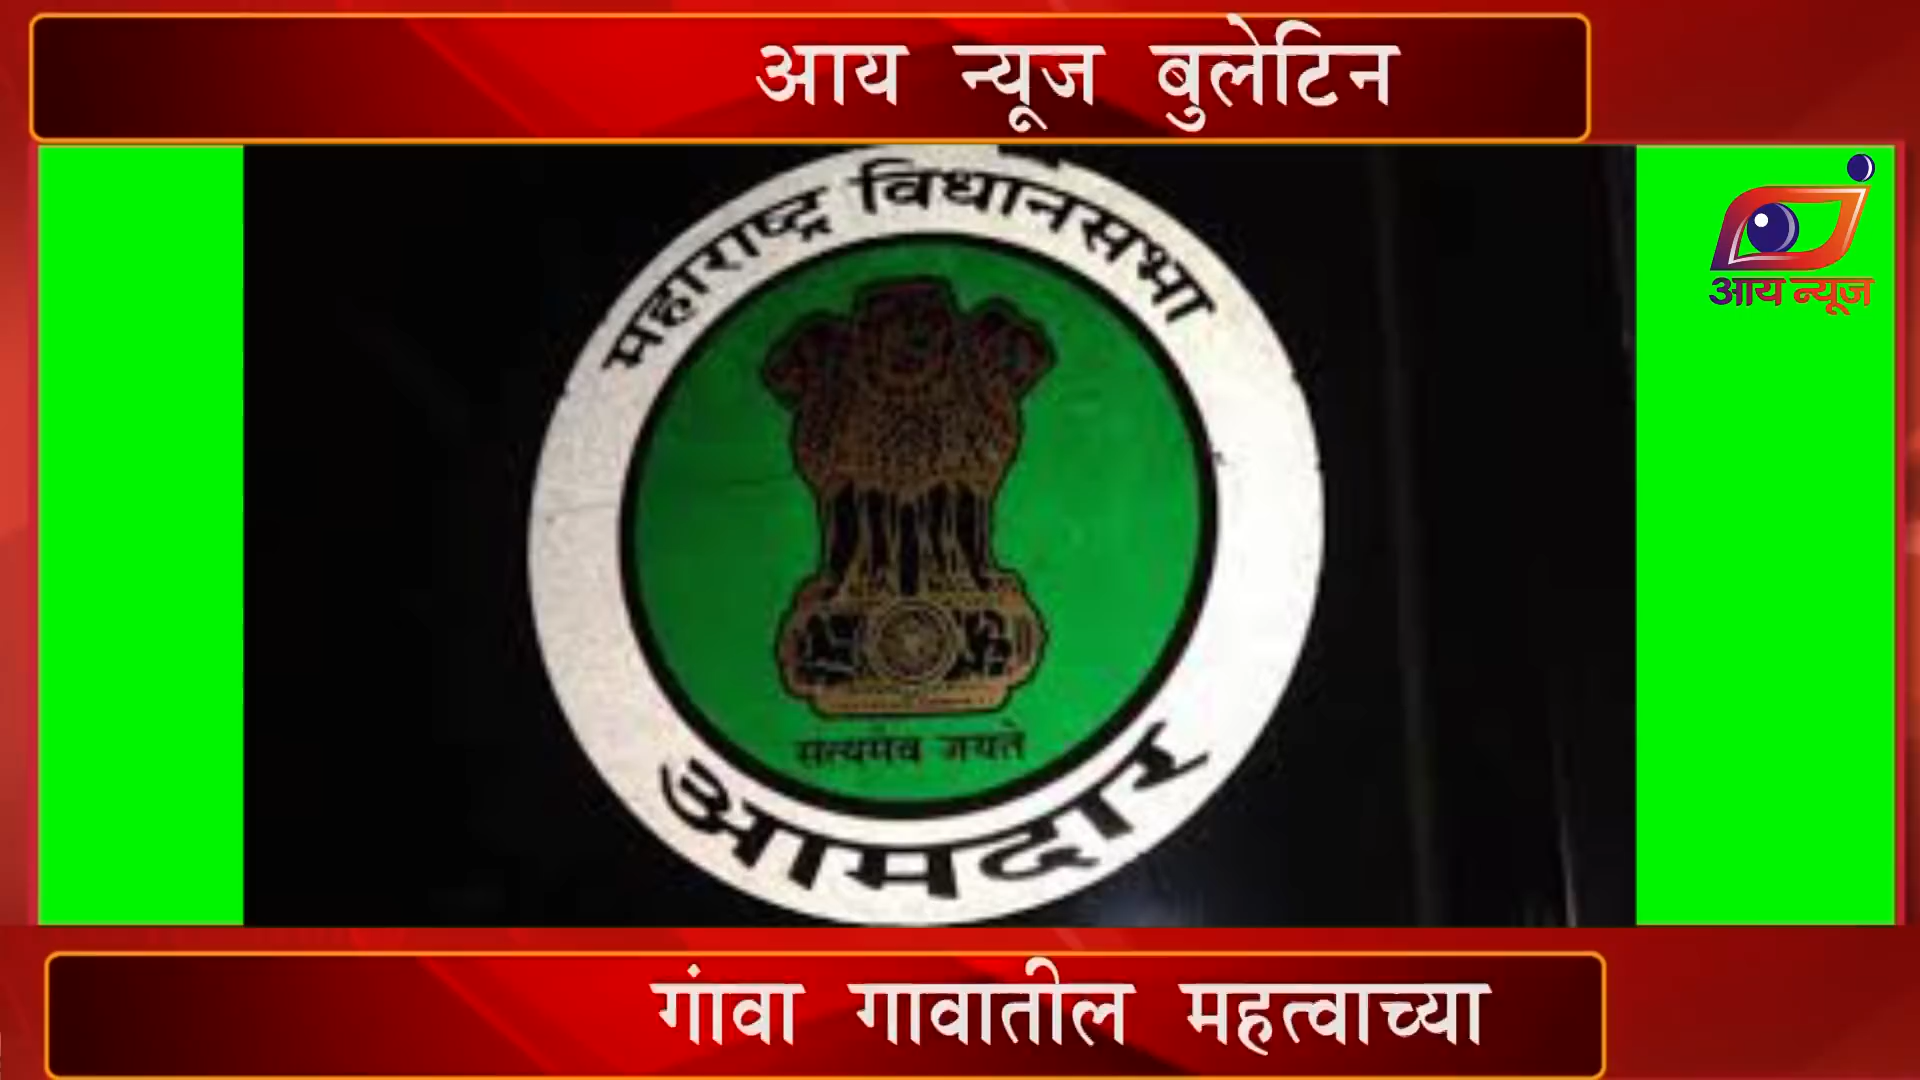 आय न्यूज बुलेटिन
आय न्यूज
महाराष्ट्र विधानसभा
सत्यमेव जयते
आमदार
गांवा गावातील महत्वाच्या